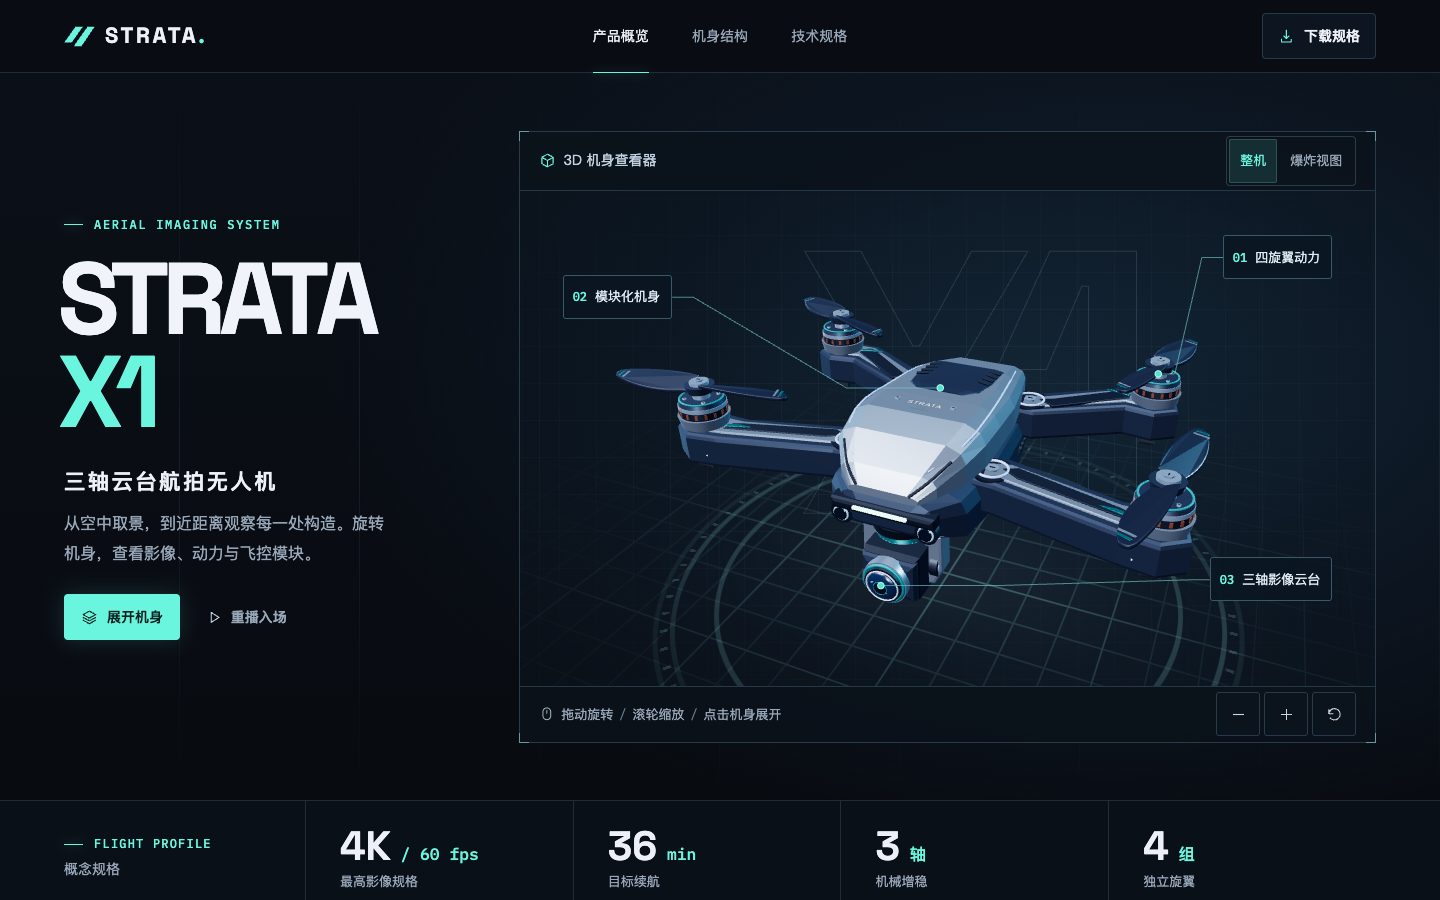 STRATA.
产品概览
机身结构
技术规格
下载规格
3D 机身查看器
整机
爆炸视图
AERIAL IMAGING SYSTEM
STRATA
X1
三轴云台航拍无人机
从空中取景，到近距离观察每一处构造。旋转
机身，查看影像、动力与飞控模块。
展开机身
重播入场
X1
01 四旋翼动力
02 模块化机身
STRATA
03 三轴影像云台
拖动旋转 / 滚轮缩放 / 点击机身展开
FLIGHT PROFILE
概念规格
4K / 60 fps
最高影像规格
36 min
目标续航
3 轴
机械增稳
4 组
独立旋翼